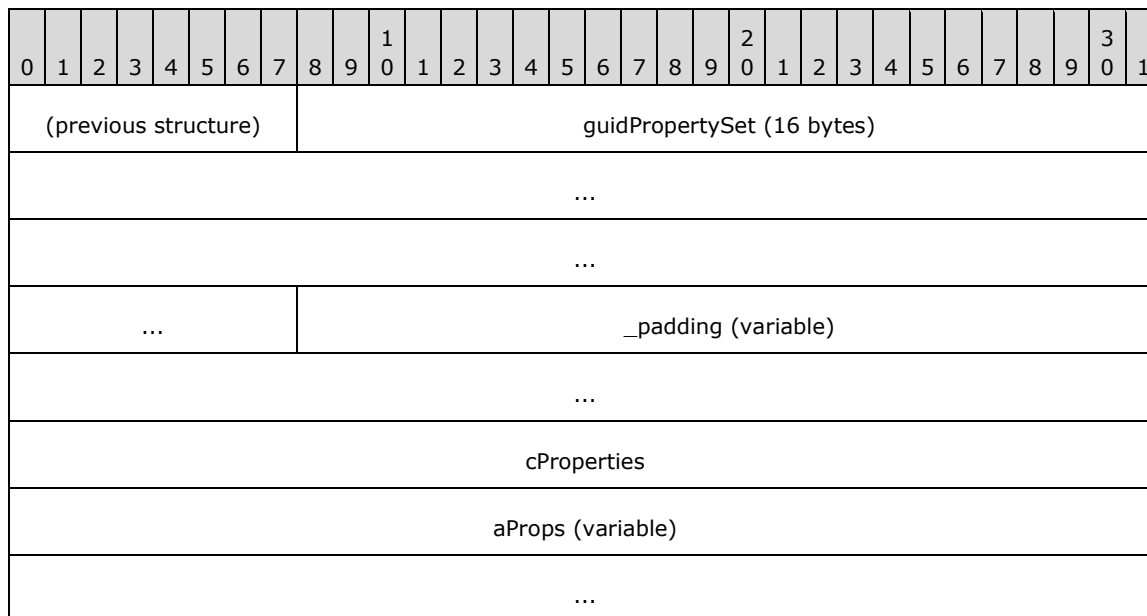 1 2 3
0 1 2 3 4 5 6 7 8 9 0 1 2 3 4 5 6 7 8 9 0 1 2 3 4 5 6 7 8 9 0 1
(previous structure) guidPropertySet (16 bytes)
...
...
... _padding (variable)
...
cProperties
aProps (variable)
...